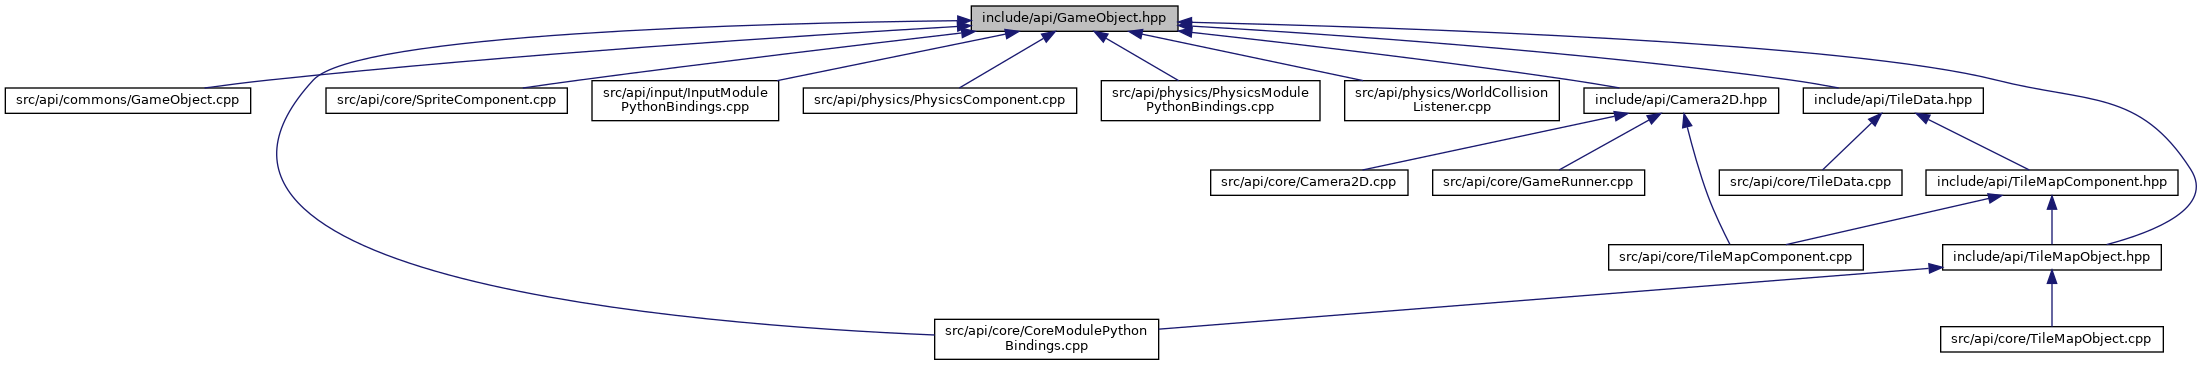 include/api/GameObject.hpp
src/api/commons/GameObject.cpp
src/api/core/SpriteComponent.cpp
src/api/input/InputModule
PythonBindings.cpp
src/api/physics/PhysicsComponent.cpp
src/api/physics/PhysicsModule
PythonBindings.cpp
src/api/physics/WorldCollision
Listener.cpp
include/api/Camera2D.hpp
include/api/TileData.hpp
src/api/core/Camera2D.cpp
src/api/core/GameRunner.cpp
src/api/core/TileData.cpp
include/api/TileMapComponent.hpp
src/api/core/TileMapComponent.cpp
include/api/TileMapObject.hpp
src/api/core/CoreModulePython
Bindings.cpp
src/api/core/TileMapObject.cpp